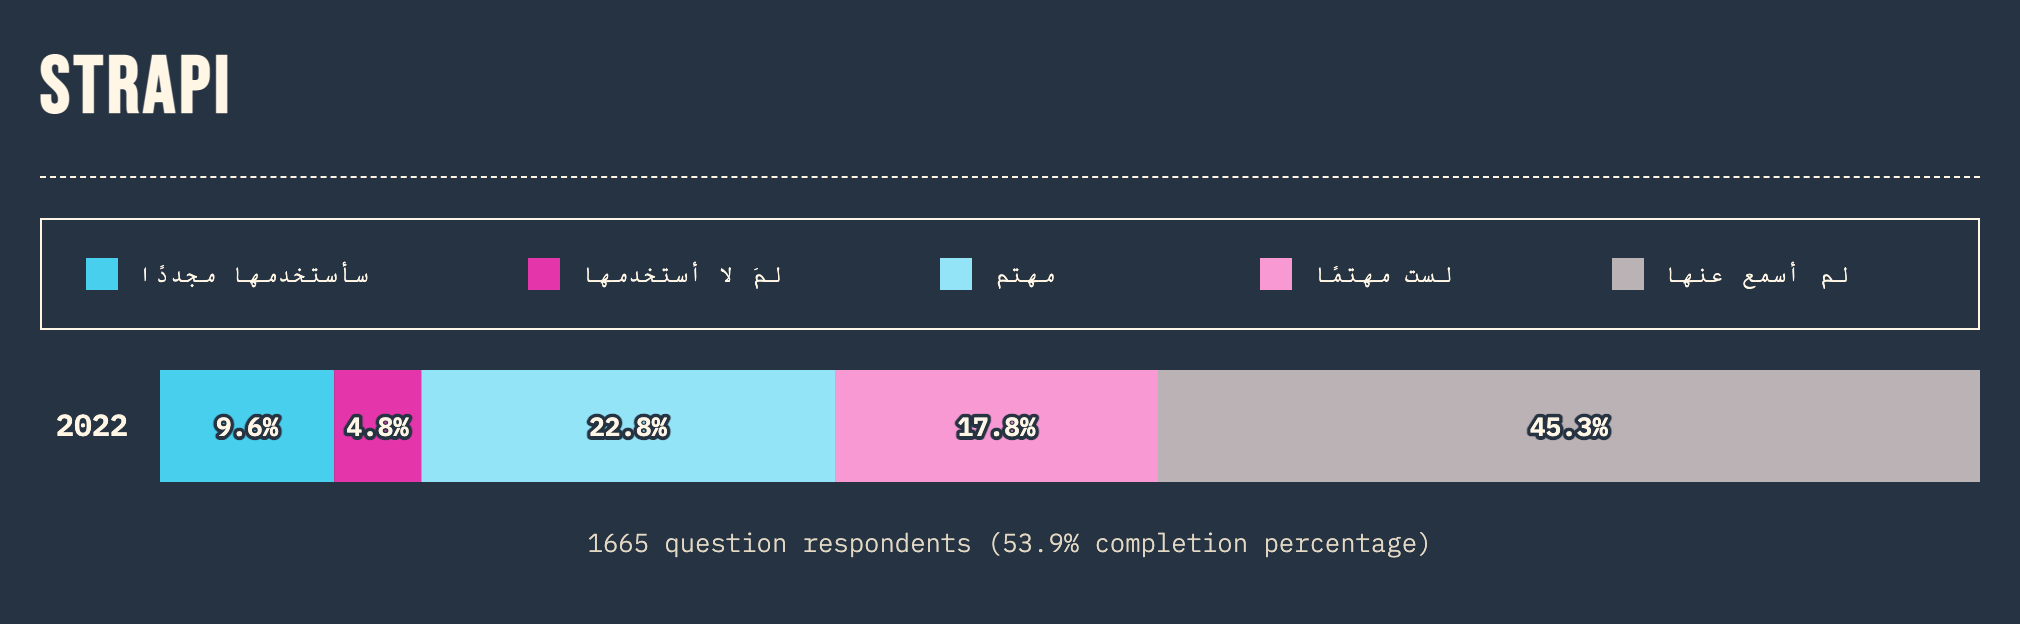 STRAPI
سأستخدمها مجددًا
لمَ لا أستخدمها
مهتم
لست مهتمًا
لم أسمع عنها
2022 9.6% 4.8% 22.8% 17.8% 45.3%
1665 question respondents (53.9% completion percentage)